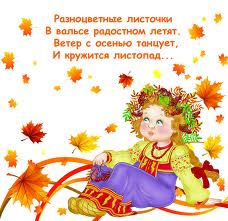 Разноцветные листочки
В вальсе радостном летят.
Ветер с осенью танцует,
И кружится листопад...